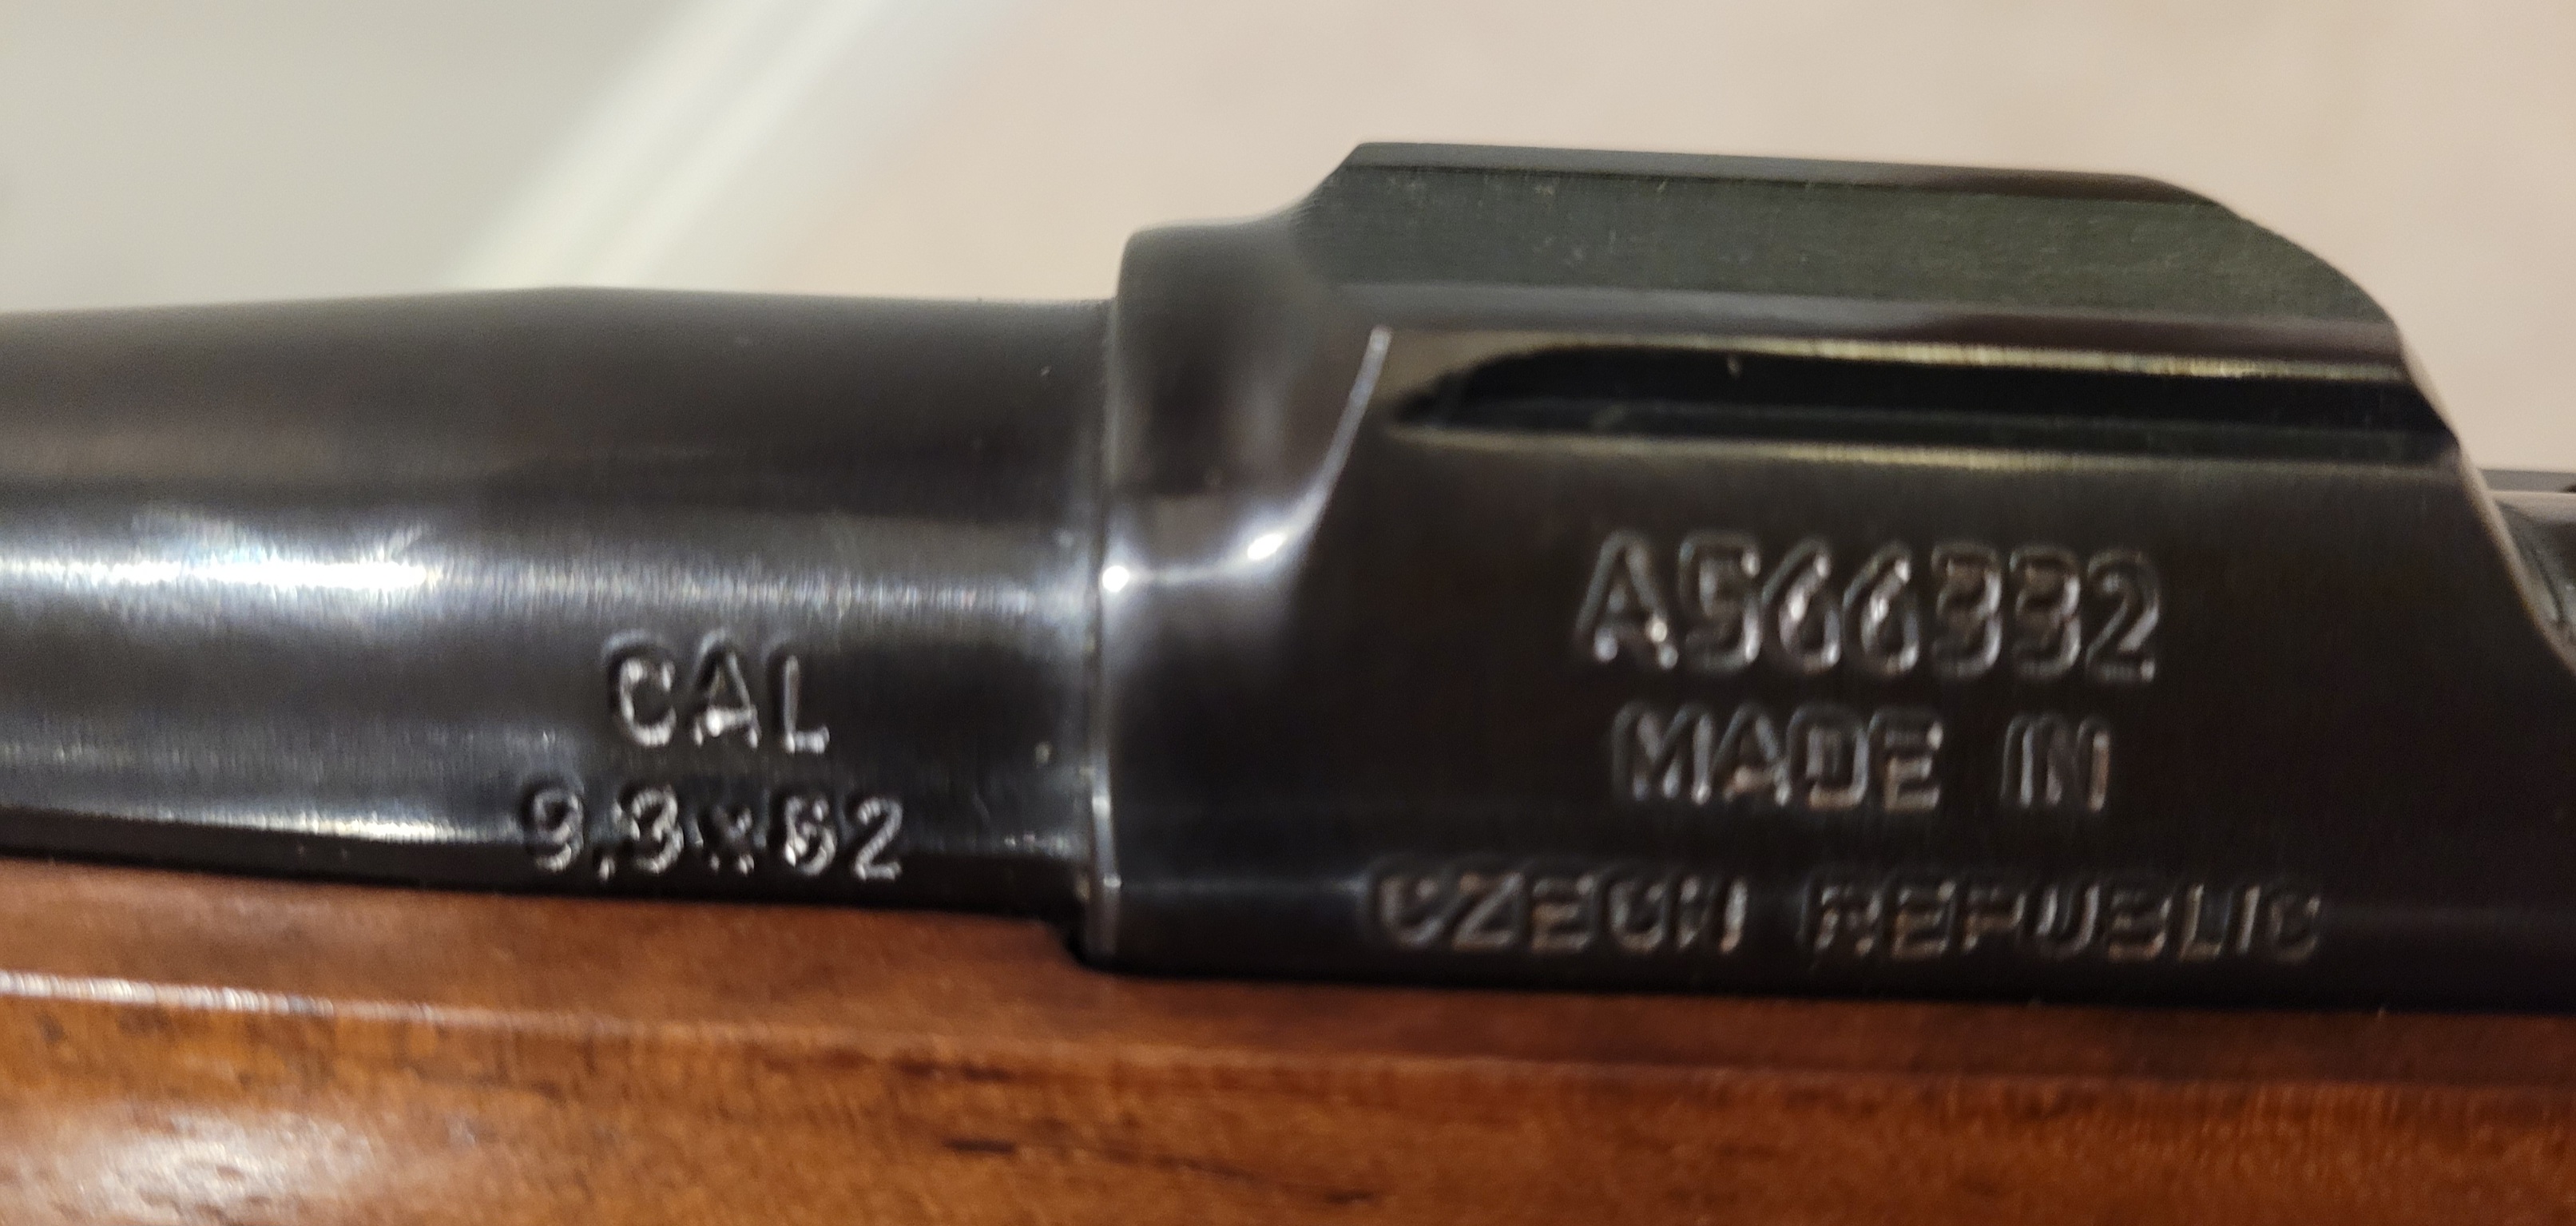 CAL
9,3x62
A566332
MADE IN
CZECH REPUBLIC